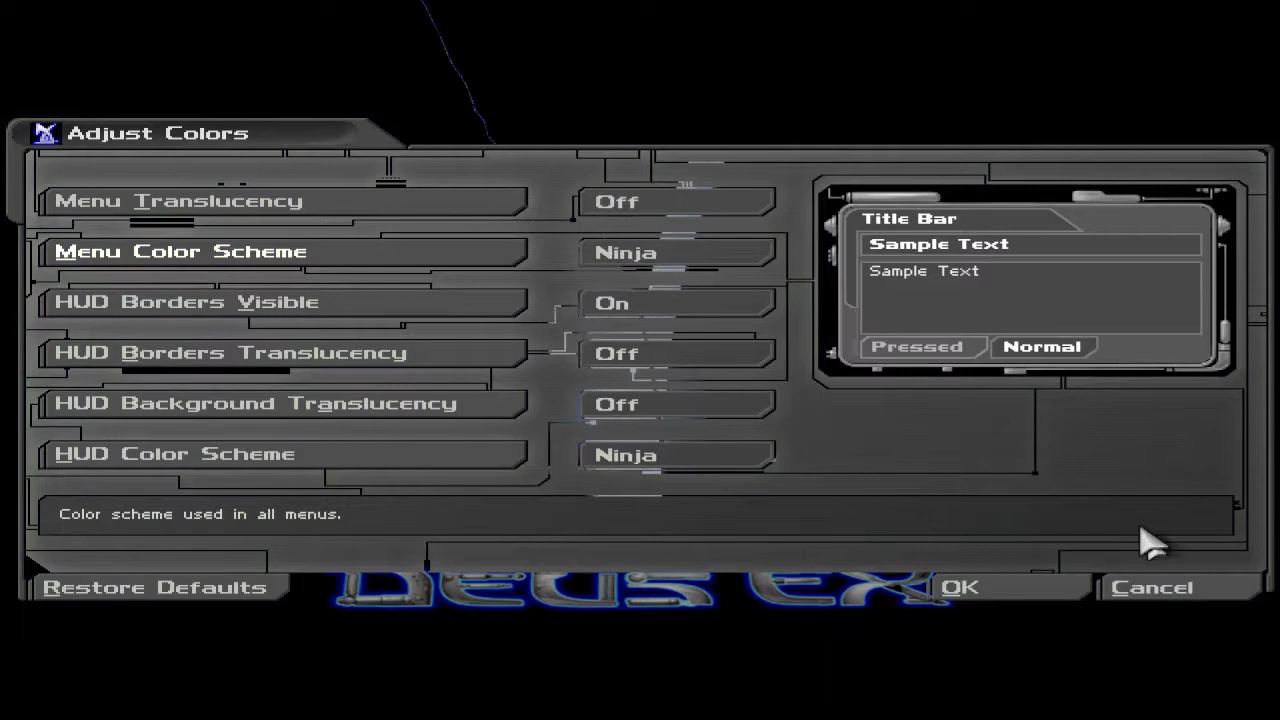 Adjust Colors
Menu Translucency Off
Menu Color Scheme Ninja
HUD Borders Visible On
HUD Borders Translucency Off
HUD Background Translucency Off
HUD Color Scheme Ninja
Title Bar
Sample Text
Sample Text
Pressed Normal
Color scheme used in all menus.
Restore Defaults
DEUS EX
OK
Cancel